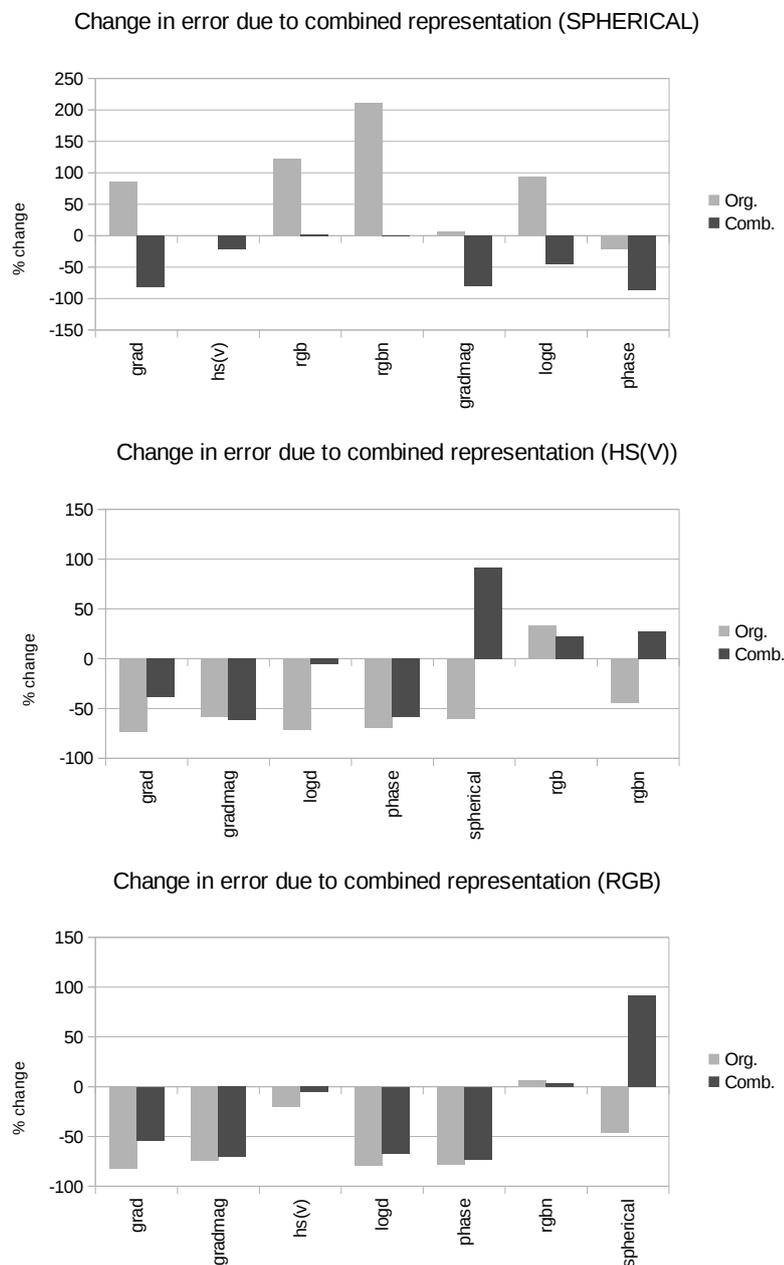 Change in error due to combined representation (SPHERICAL)
250
200
150
100
50
0
-50
-100
-150
% change
grad
hs(v)
rgb
rgbn
gradmag
logd
phase
Org.
Comb.
Change in error due to combined representation (HS(V))
150
100
50
0
-50
-100
% change
grad
gradmag
logd
phase
spherical
rgb
rgbn
Org.
Comb.
Change in error due to combined representation (RGB)
150
100
50
0
-50
-100
% change
grad
gradmag
hs(v)
logd
phase
rgbn
spherical
Org.
Comb.